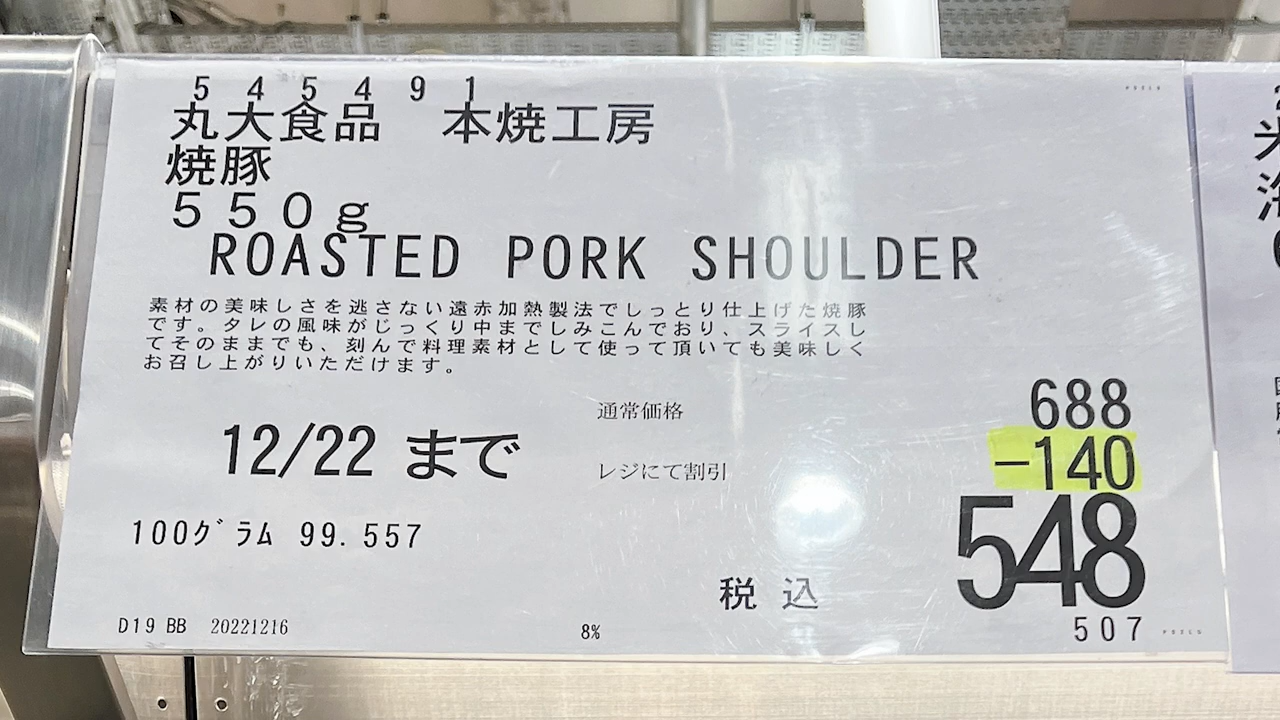 545491
丸大食品 本焼工房
焼豚
550g
ROASTED PORK SHOULDER
素材の美味しさを逃さない遠赤加熱製法でしっとり仕上げた焼豚
です。タレの風味がじっくり中までしみこんでおり、スライスし
てそのままでも、刻んで料理素材として使って頂いても美味しく
お召し上がりいただけます。
通常価格 688
12/22 まで
レジにて割引 -140
548
100グラム 99.557
税込
507
D19 BB 20221216
8%
米